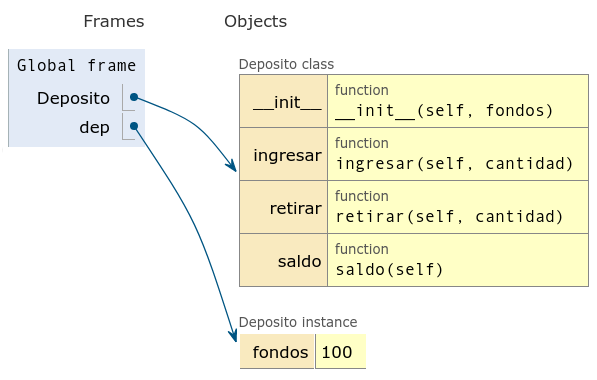 Frames Objects
Global frame
Deposito
dep
Deposito class
__init__ function
__init__(self, fondos)
ingresar function
ingresar(self, cantidad)
retirar function
retirar(self, cantidad)
saldo function
saldo(self)
Deposito instance
fondos 100